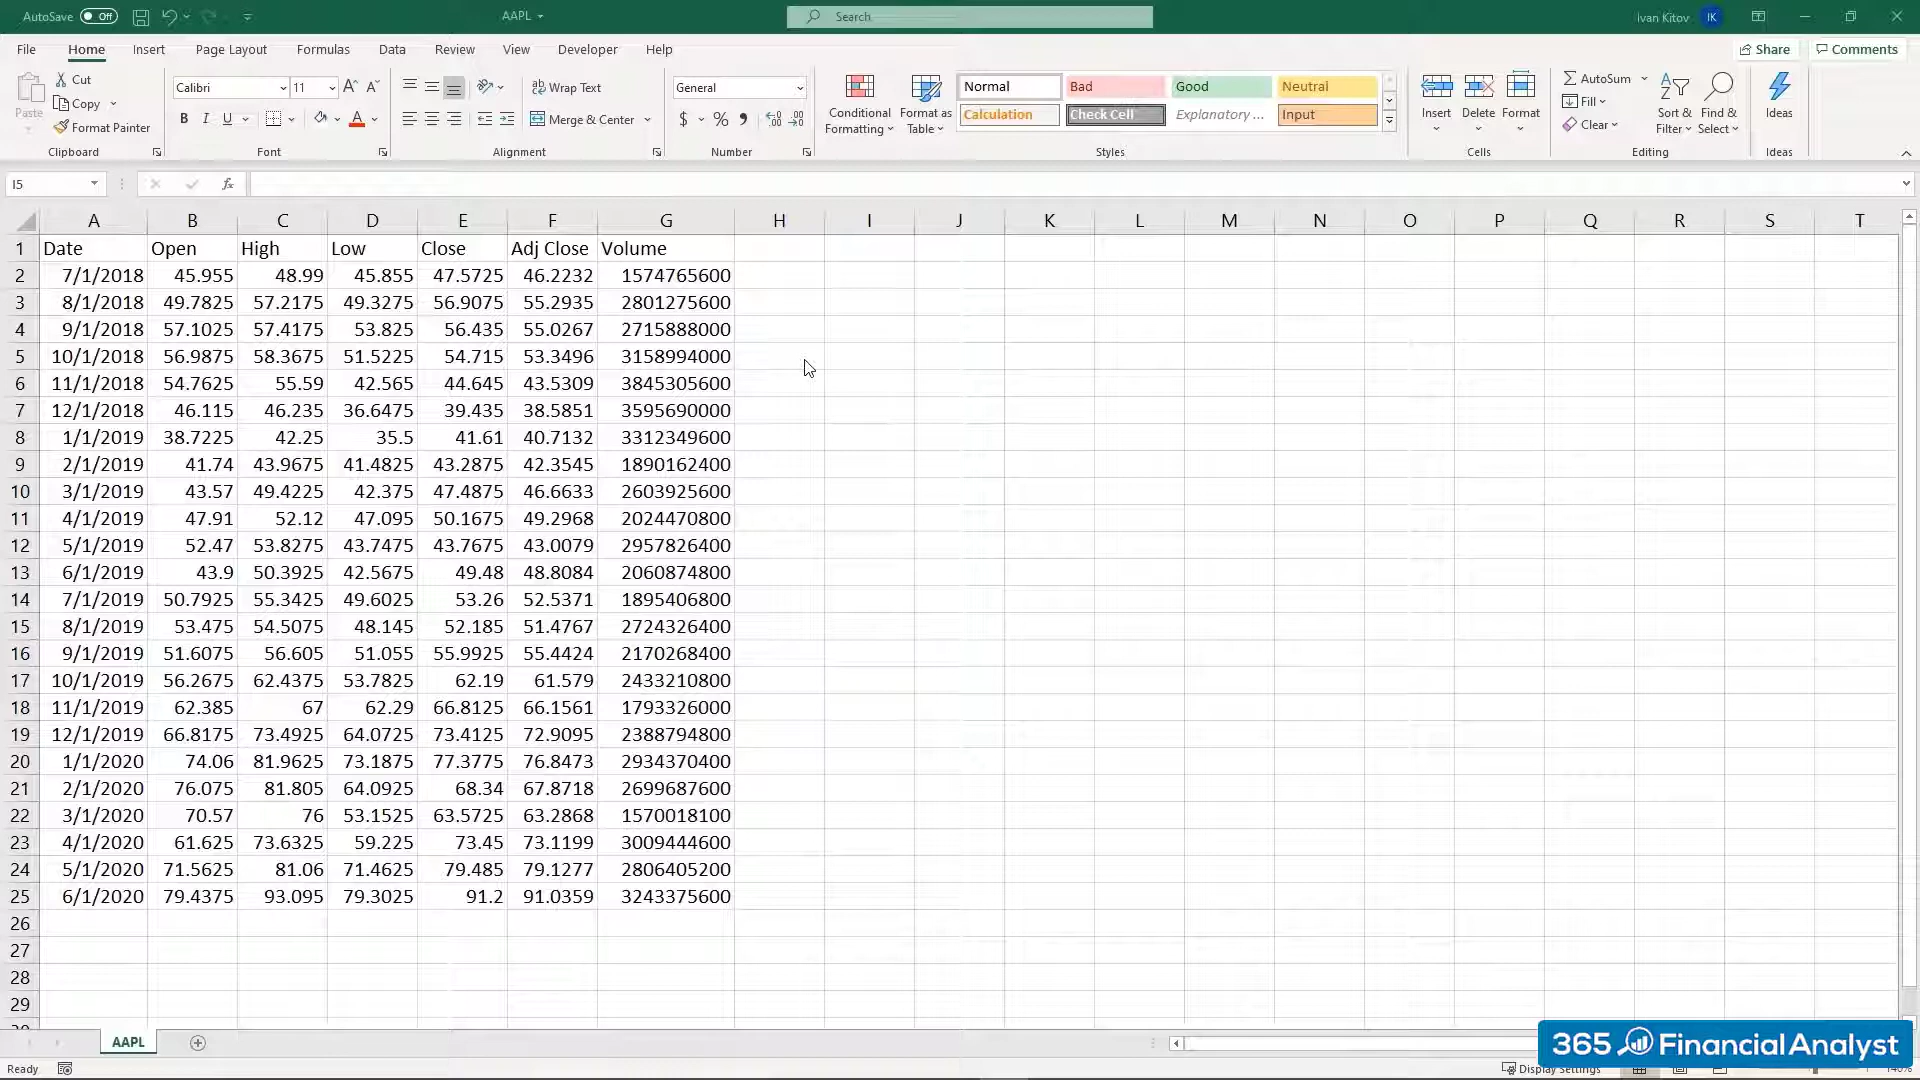 AutoSave Off AAPL Search Ivan Kitov IK
File Home Insert Page Layout Formulas Data Review View Developer Help Share Comments
Paste Cut Copy Format Painter Clipboard
Calibri 11 B I U A Font
Wrap Text Merge & Center Alignment
General $ % Number
Conditional Formatting Format as Table
Normal Bad Good Neutral
Calculation Check Cell Explanatory ... Input
Styles
Insert Delete Format Cells
AutoSum Fill Clear Sort & Filter Find & Select Editing
Ideas Ideas
I5 fx
A B C D E F G H I J K L M N O P Q R S T
1 Date Open High Low Close Adj Close Volume
2 7/1/2018 45.955 48.99 45.855 47.5725 46.2232 1574765600
3 8/1/2018 49.7825 57.2175 49.3275 56.9075 55.2935 2801275600
4 9/1/2018 57.1025 57.4175 53.825 56.435 55.0267 2715888000
5 10/1/2018 56.9875 58.3675 51.5225 54.715 53.3496 3158994000
6 11/1/2018 54.7625 55.59 42.565 44.645 43.5309 3845305600
7 12/1/2018 46.115 46.235 36.6475 39.435 38.5851 3595690000
8 1/1/2019 38.7225 42.25 35.5 41.61 40.7132 3312349600
9 2/1/2019 41.74 43.9675 41.4825 43.2875 42.3545 1890162400
10 3/1/2019 43.57 49.4225 42.375 47.4875 46.6633 2603925600
11 4/1/2019 47.91 52.12 47.095 50.1675 49.2968 2024470800
12 5/1/2019 52.47 53.8275 43.7475 43.7675 43.0079 2957826400
13 6/1/2019 43.9 50.3925 42.5675 49.48 48.8084 2060874800
14 7/1/2019 50.7925 55.3425 49.6025 53.26 52.5371 1895406800
15 8/1/2019 53.475 54.5075 48.145 52.185 51.4767 2724326400
16 9/1/2019 51.6075 56.605 51.055 55.9925 55.4424 2170268400
17 10/1/2019 56.2675 62.4375 53.7825 62.19 61.579 2433210800
18 11/1/2019 62.385 67 62.29 66.8125 66.1561 1793326000
19 12/1/2019 66.8175 73.4925 64.0725 73.4125 72.9095 2388794800
20 1/1/2020 74.06 81.9625 73.1875 77.3775 76.8473 2934370400
21 2/1/2020 76.075 81.805 64.0925 68.34 67.8718 2699687600
22 3/1/2020 70.57 76 53.1525 63.5725 63.2868 1570018100
23 4/1/2020 61.625 73.6325 59.225 73.45 73.1199 3009444600
24 5/1/2020 71.5625 81.06 71.4625 79.485 79.1277 2806405200
25 6/1/2020 79.4375 93.095 79.3025 91.2 91.0359 3243375600
26
27
28
29
AAPL
365 Financial Analyst
Ready Display Settings